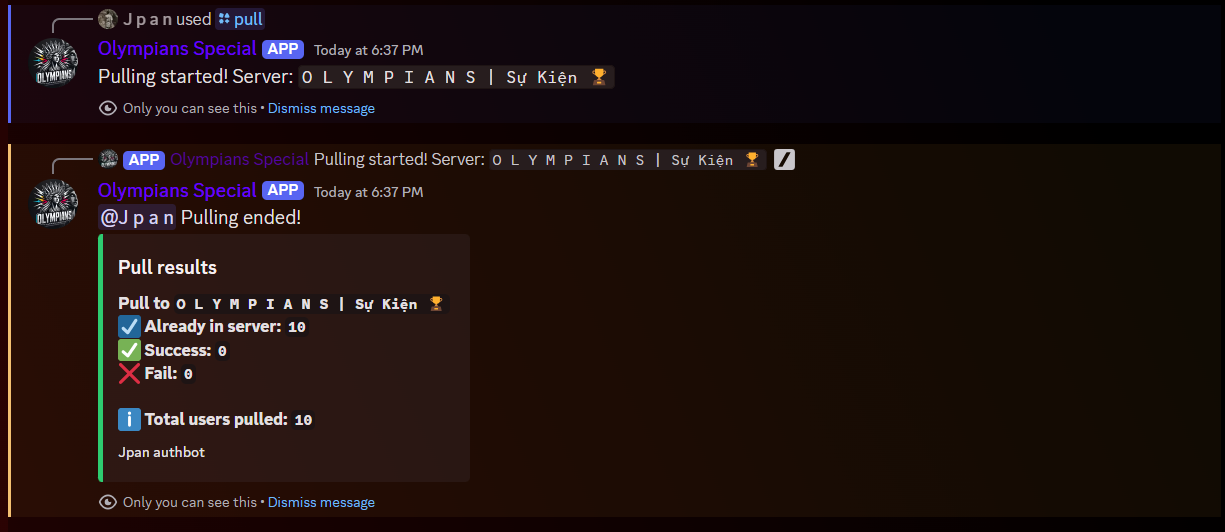 J p a n used pull
Olympians Special APP Today at 6:37 PM
Pulling started! Server: O L Y M P I A N S | Sự Kiện 🏆
Only you can see this • Dismiss message
APP Olympians Special Pulling started! Server: O L Y M P I A N S | Sự Kiện 🏆
Olympians Special APP Today at 6:37 PM
@J p a n Pulling ended!
Pull results
Pull to O L Y M P I A N S | Sự Kiện 🏆
☑️ Already in server: 10
✅ Success: 0
❌ Fail: 0
ℹ️ Total users pulled: 10
Jpan authbot
Only you can see this • Dismiss message
OLYMPIANS
OLYMPIANS